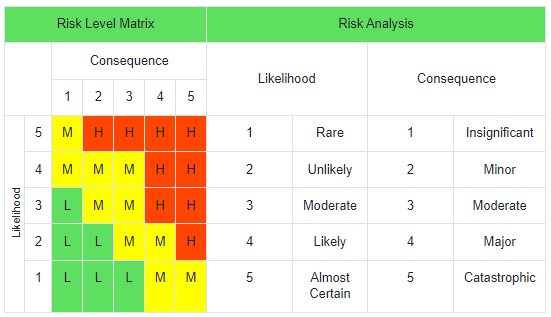 Risk Level Matrix Risk Analysis
Consequence
Likelihood Consequence
1 2 3 4 5
Likelihood
5 M H H H H 1 Rare 1 Insignificant
4 M M M H H 2 Unlikely 2 Minor
3 L M M H H 3 Moderate 3 Moderate
2 L L M M H 4 Likely 4 Major
1 L L L M M 5 Almost 5 Catastrophic
Certain